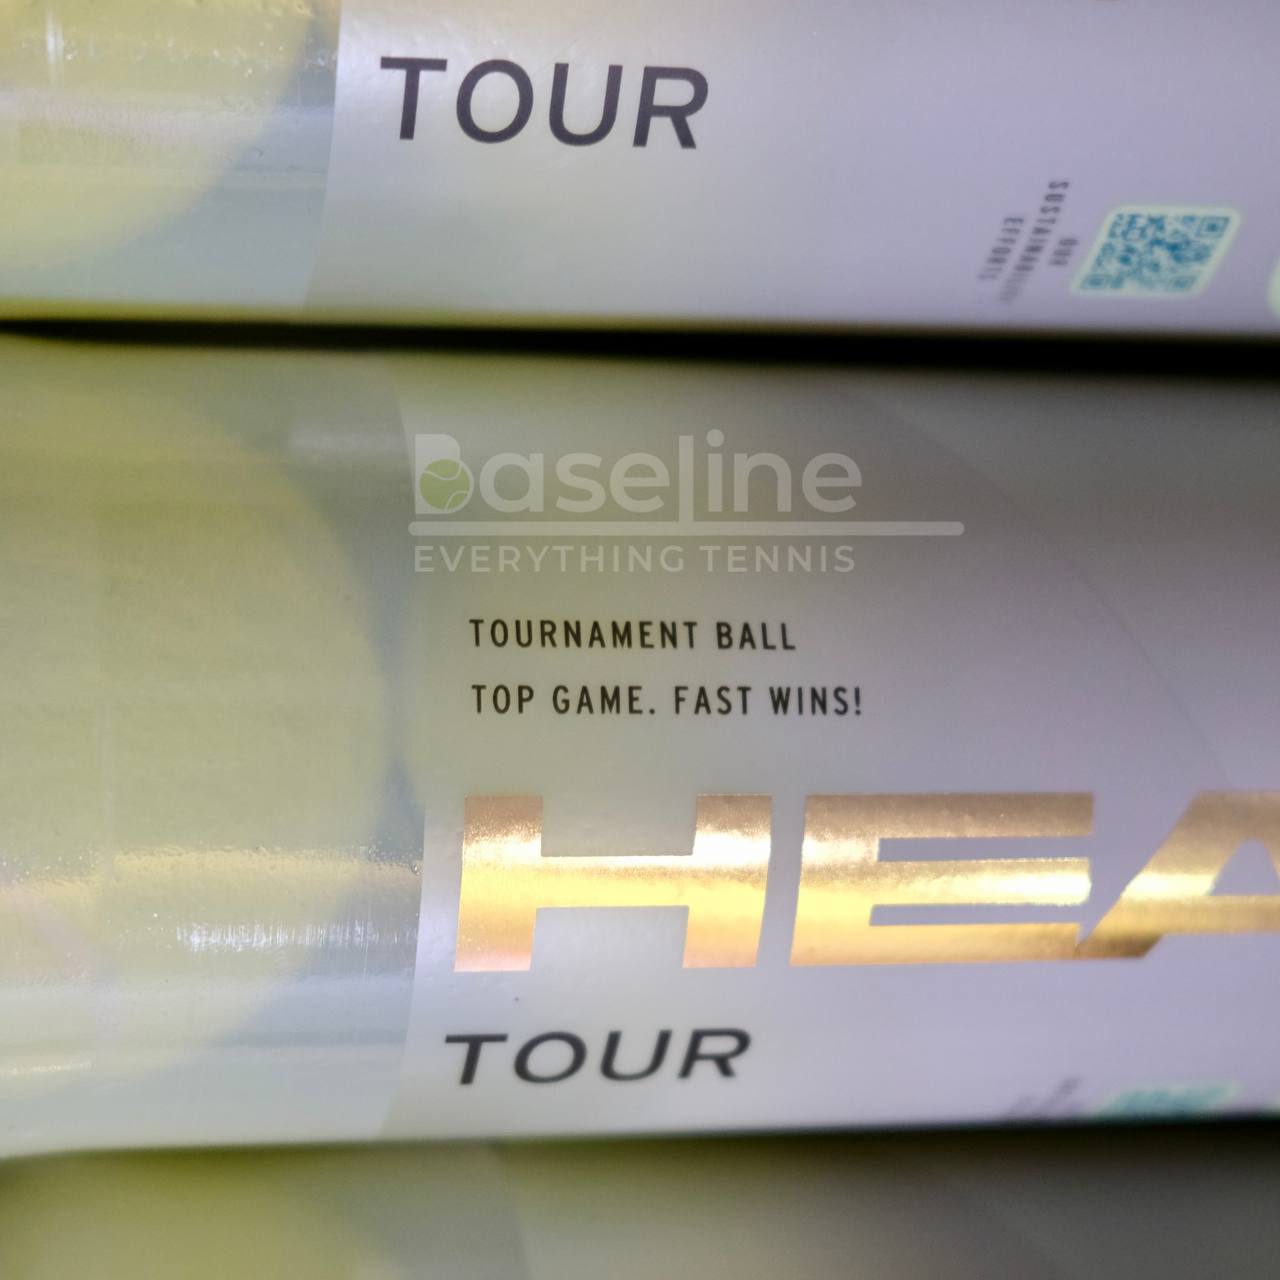 TOUR
OUR
SUSTAINABILITY
EFFORTS
Baseline
EVERYTHING TENNIS
TOURNAMENT BALL
TOP GAME. FAST WINS!
HEA
TOUR